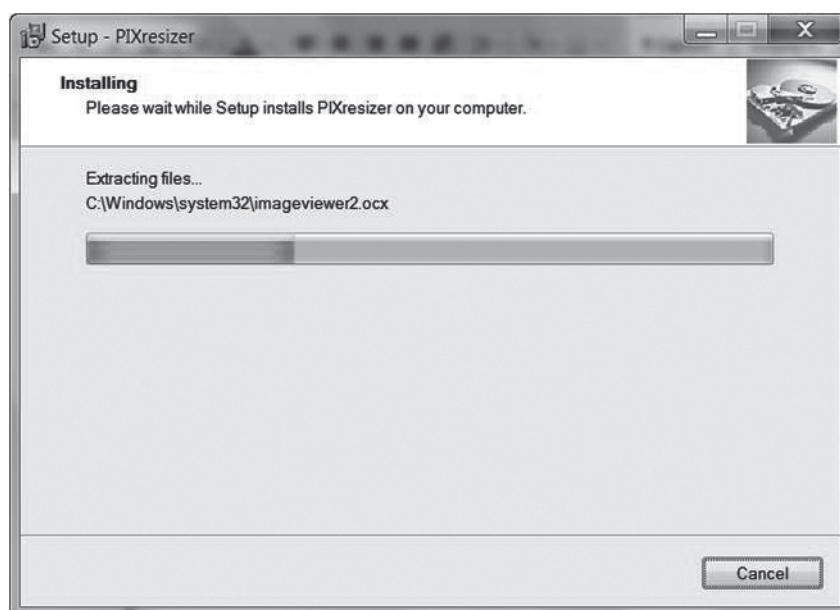 Setup - PIXresizer
Installing
Please wait while Setup installs PIXresizer on your computer.
Extracting files...
C:\Windows\system32\imageviewer2.ocx
Cancel